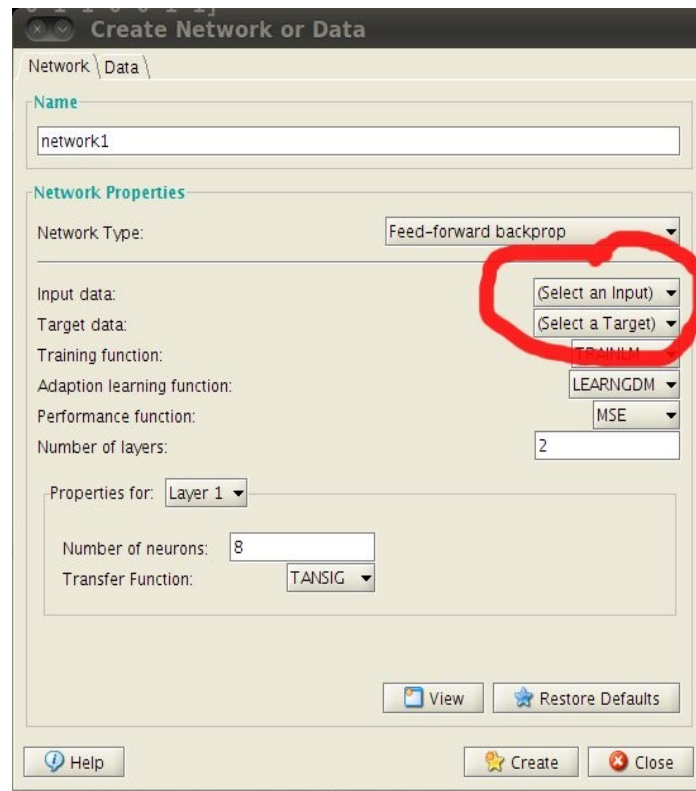 Create Network or Data
Network Data
Name
network1
Network Properties
Network Type: Feed-forward backprop
Input data: (Select an Input)
Target data: (Select a Target)
Training function: TRAINLM
Adaption learning function: LEARNGDM
Performance function: MSE
Number of layers: 2
Properties for: Layer 1
Number of neurons: 8
Transfer Function: TANSIG
View Restore Defaults
Help Create Close